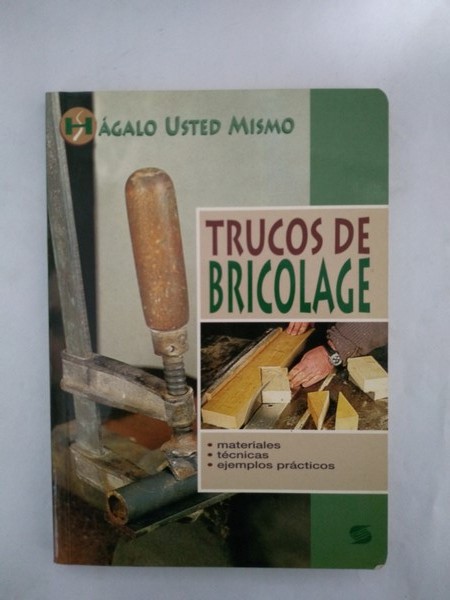 HÁGALO USTED MISMO
TRUCOS DE
BRICOLAGE
• materiales
• técnicas
• ejemplos prácticos